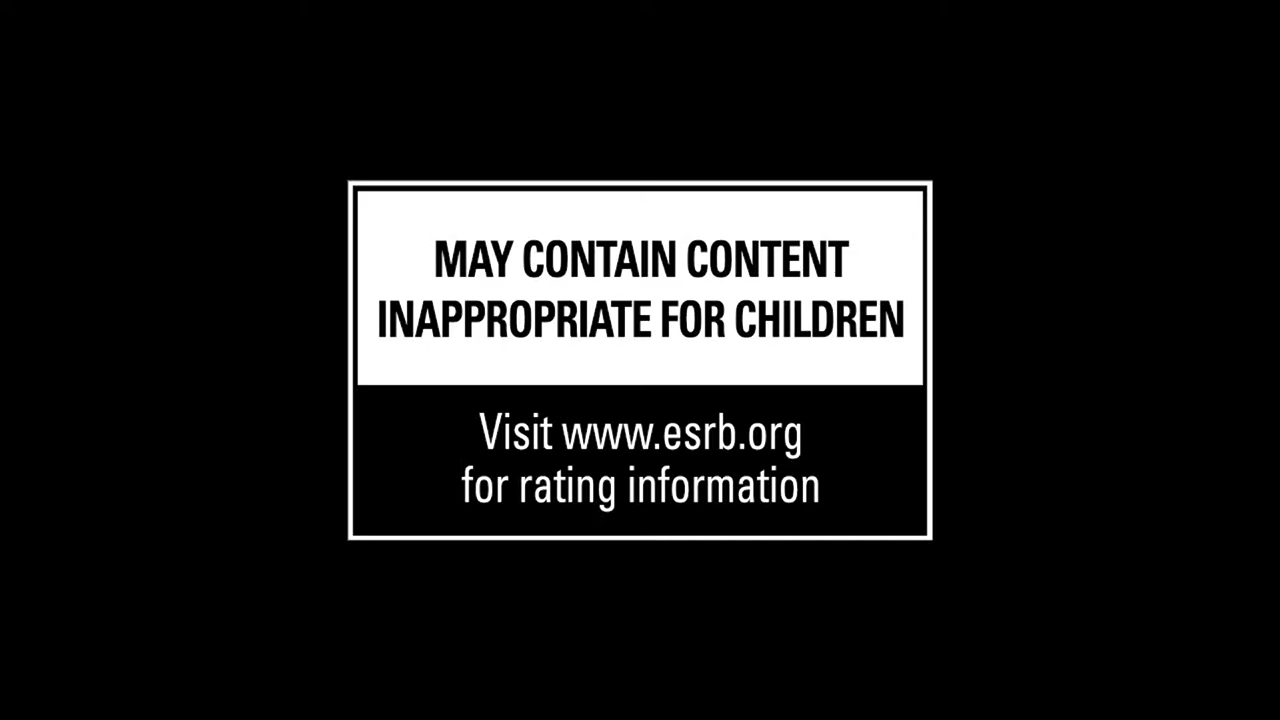 MAY CONTAIN CONTENT
INAPPROPRIATE FOR CHILDREN
Visit www.esrb.org
for rating information